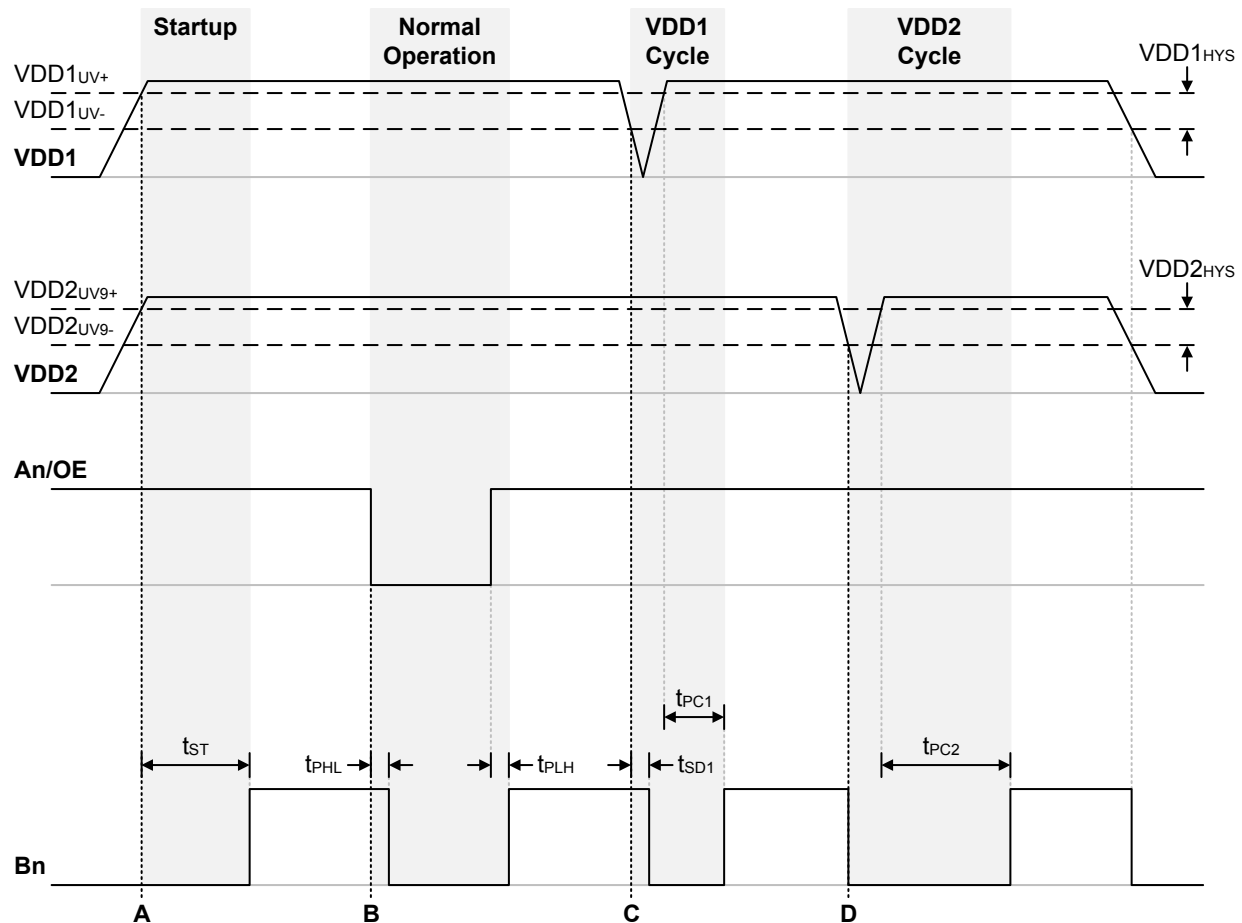 Startup
Normal
Operation
VDD1
Cycle
VDD2
Cycle
VDD1HYS
VDD1UV+
VDD1UV-
VDD1
VDD2HYS
VDD2UV9+
VDD2UV9-
VDD2
An/OE
tPC1
tST
tPHL
tPLH
tSD1
tPC2
Bn
A
B
C
D